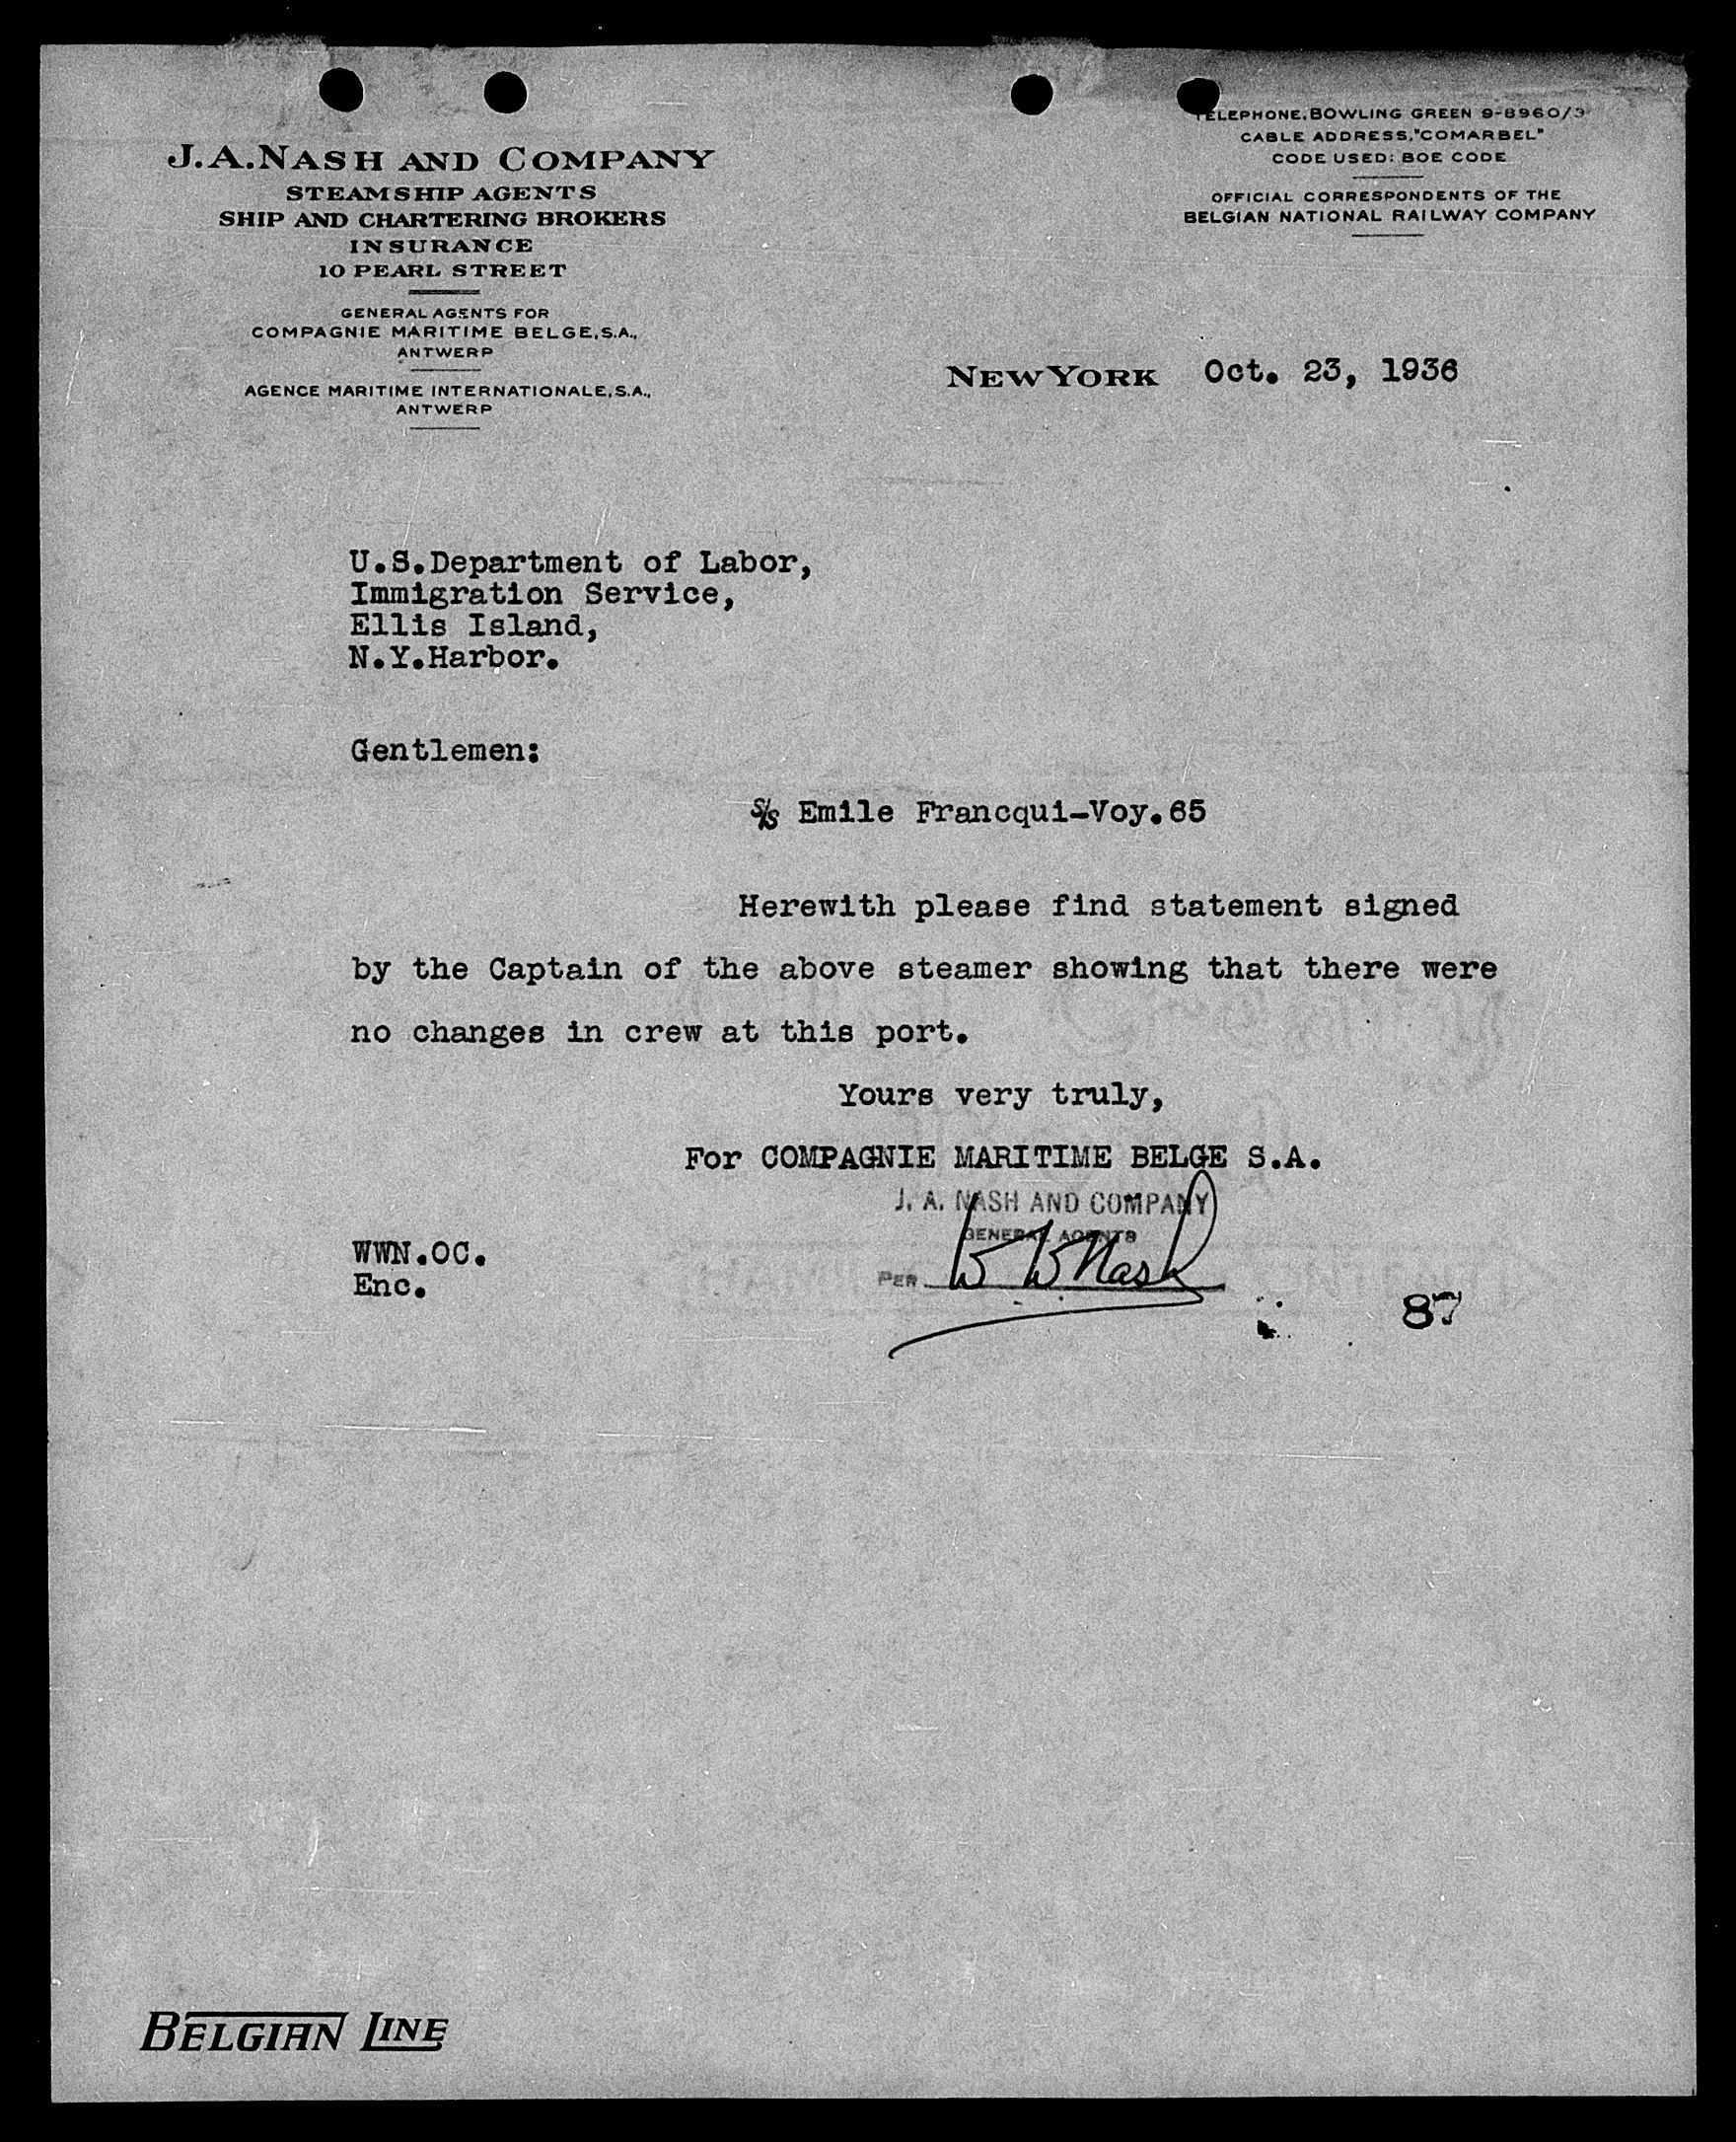 J.A. NASH AND COMPANY
STEAMSHIP AGENTS
SHIP AND CHARTERING BROKERS
INSURANCE
10 PEARL STREET
GENERAL AGENTS FOR
COMPAGNIE MARITIME BELGE, S.A.,
ANTWERP
AGENCE MARITIME INTERNATIONALE, S.A.,
ANTWERP
TELEPHONE, BOWLING GREEN 9-8960/3
CABLE ADDRESS, "COMARBEL"
CODE USED: BOE CODE
OFFICIAL CORRESPONDENTS OF THE
BELGIAN NATIONAL RAILWAY COMPANY
NEW YORK Oct. 23, 1936
U.S.Department of Labor,
Immigration Service,
Ellis Island,
N.Y.Harbor.
Gentlemen:
S/S Emile Francqui-Voy.65
Herewith please find statement signed
by the Captain of the above steamer showing that there were
no changes in crew at this port.
Yours very truly,
For COMPAGNIE MARITIME BELGE S.A.
J. A. NASH AND COMPANY
GENERAL AGENTS
PER W W Nash
WWN.OC.
Enc.
87
BELGIAN LINE